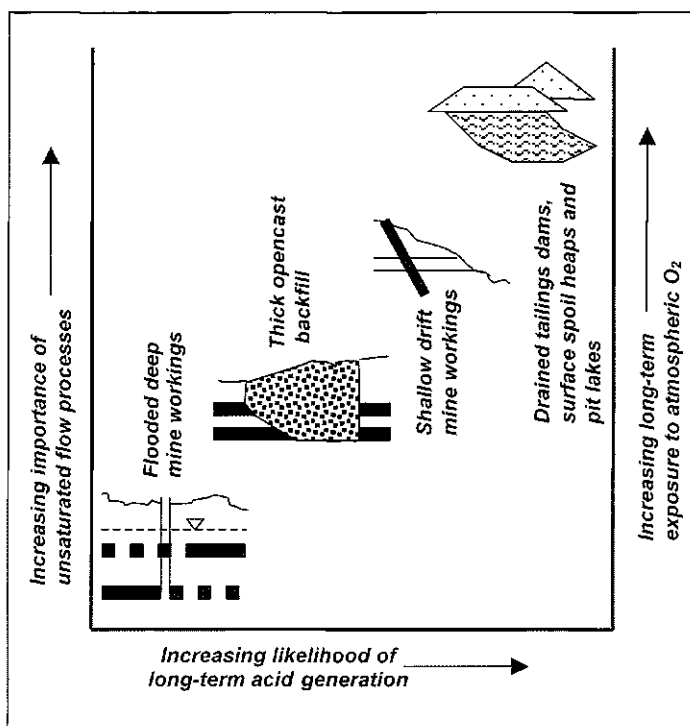 Increasing importance of
unsaturated flow processes
Flooded deep
mine workings
Thick opencast
backfill
Shallow drift
mine workings
Drained tailings dams,
surface spoil heaps and
pit lakes
Increasing long-term
exposure to atmospheric O₂
Increasing likelihood of
long-term acid generation